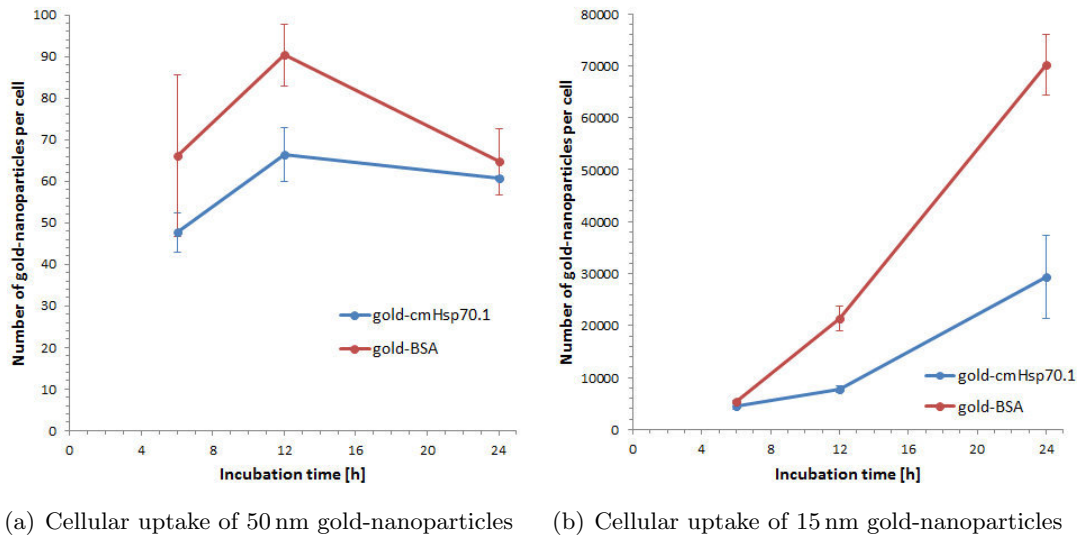 100
90
80
70
60
50
40
30
20
10
0
0 4 8 12 16 20 24
Number of gold-nanoparticles per cell
Incubation time [h]
gold-cmHsp70.1
gold-BSA
80000
70000
60000
50000
40000
30000
20000
10000
0
0 4 8 12 16 20 24
Number of gold-nanoparticles per cell
Incubation time [h]
gold-cmHsp70.1
gold-BSA
(a) Cellular uptake of 50 nm gold-nanoparticles
(b) Cellular uptake of 15 nm gold-nanoparticles